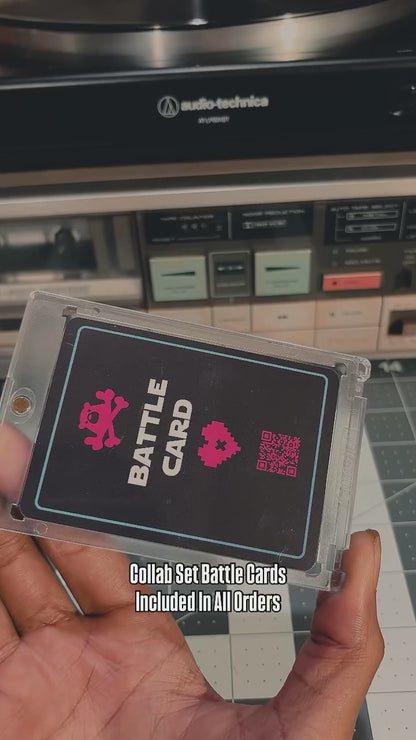 audio-technica
BATTLE
CARD
Collab Set Battle Cards
Included In All Orders